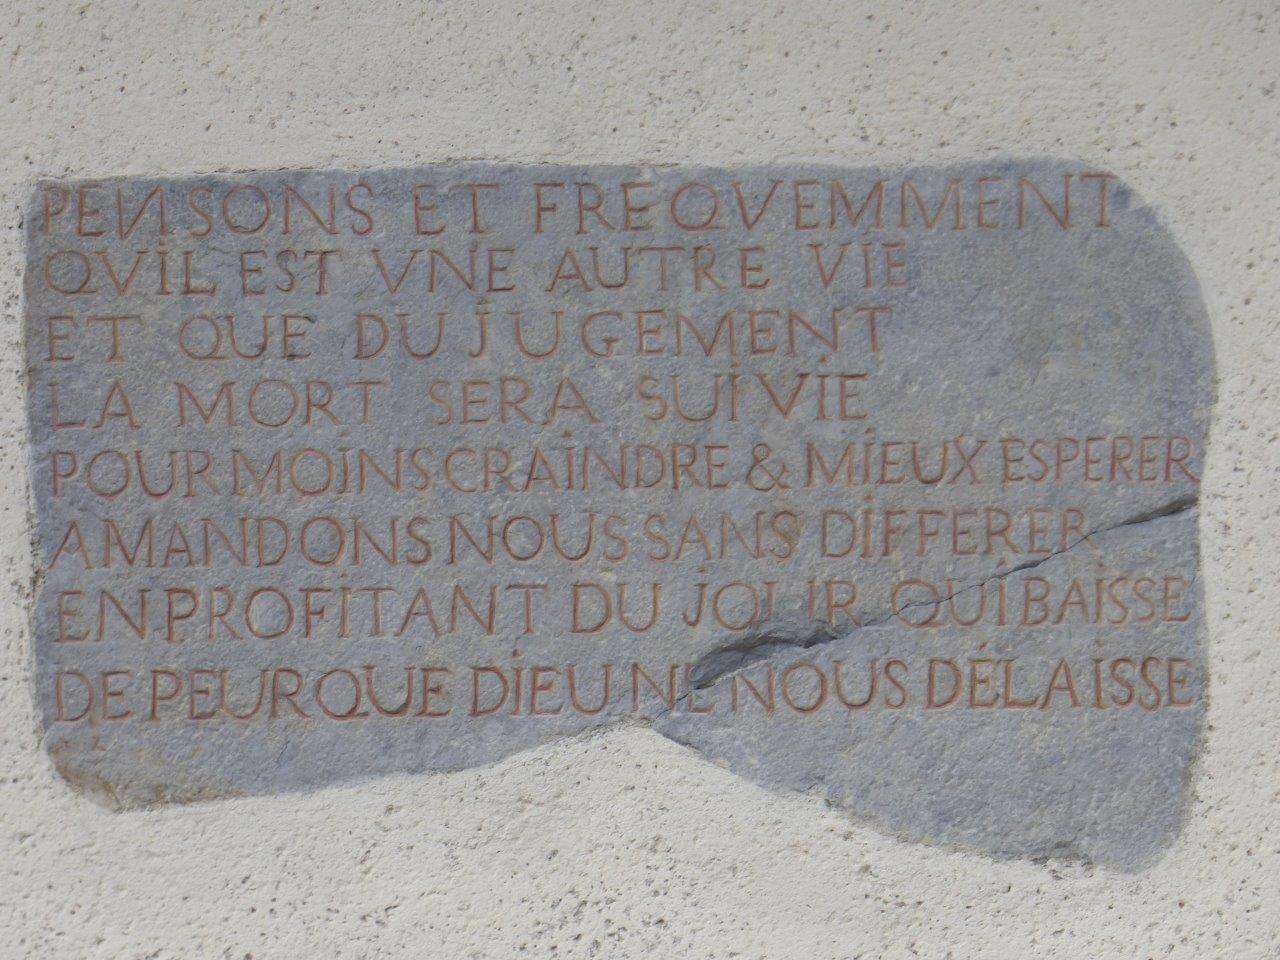 PENSONS ET FREQVEMMENT
QVIL EST VNE AUTRE VIE
ET QUE DU JUGEMENT
LA MORT SERA SUIVIE
POUR MOINS CRAINDRE & MIEUX ESPERER
AMANDONS NOUS SANS DIFFERER
EN PROFITANT DU JOUR QUI BAISSE
DE PEUR QUE DIEU NE NOUS DÉLAISSE